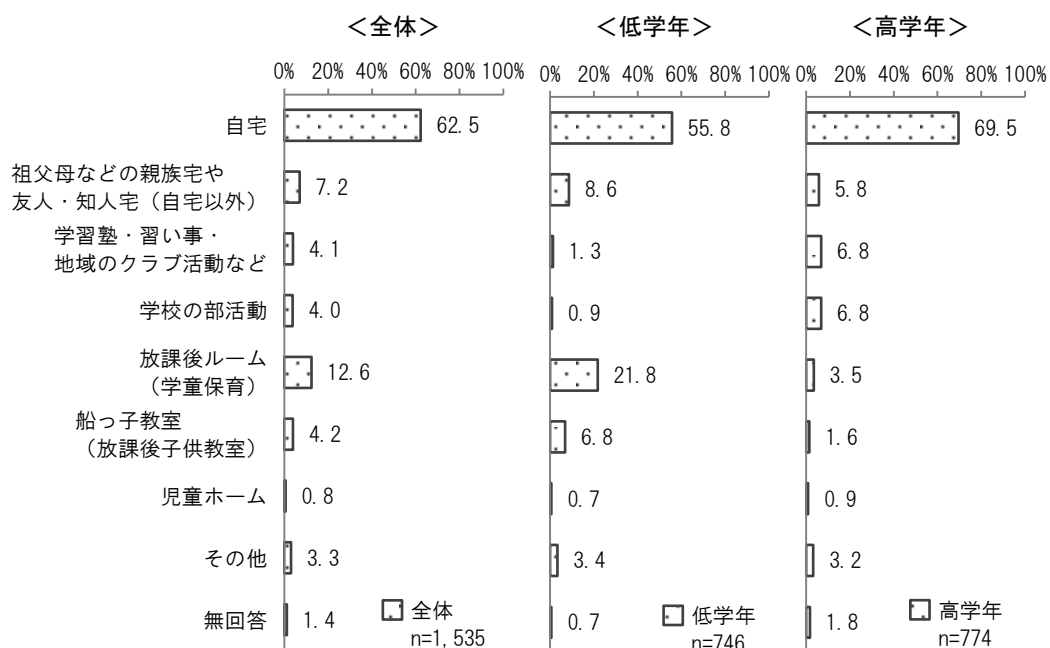 ＜全体＞ ＜低学年＞ ＜高学年＞
0% 20% 40% 60% 80% 100% 0% 20% 40% 60% 80% 100% 0% 20% 40% 60% 80% 100%
自宅 62.5 55.8 69.5
祖父母などの親族宅や
友人・知人宅（自宅以外） 7.2 8.6 5.8
学習塾・習い事・
地域のクラブ活動など 4.1 1.3 6.8
学校の部活動 4.0 0.9 6.8
放課後ルーム
（学童保育） 12.6 21.8 3.5
船っ子教室
（放課後子供教室） 4.2 6.8 1.6
児童ホーム 0.8 0.7 0.9
その他 3.3 3.4 3.2
無回答 1.4 0.7 1.8
全体
n=1,535
低学年
n=746
高学年
n=774